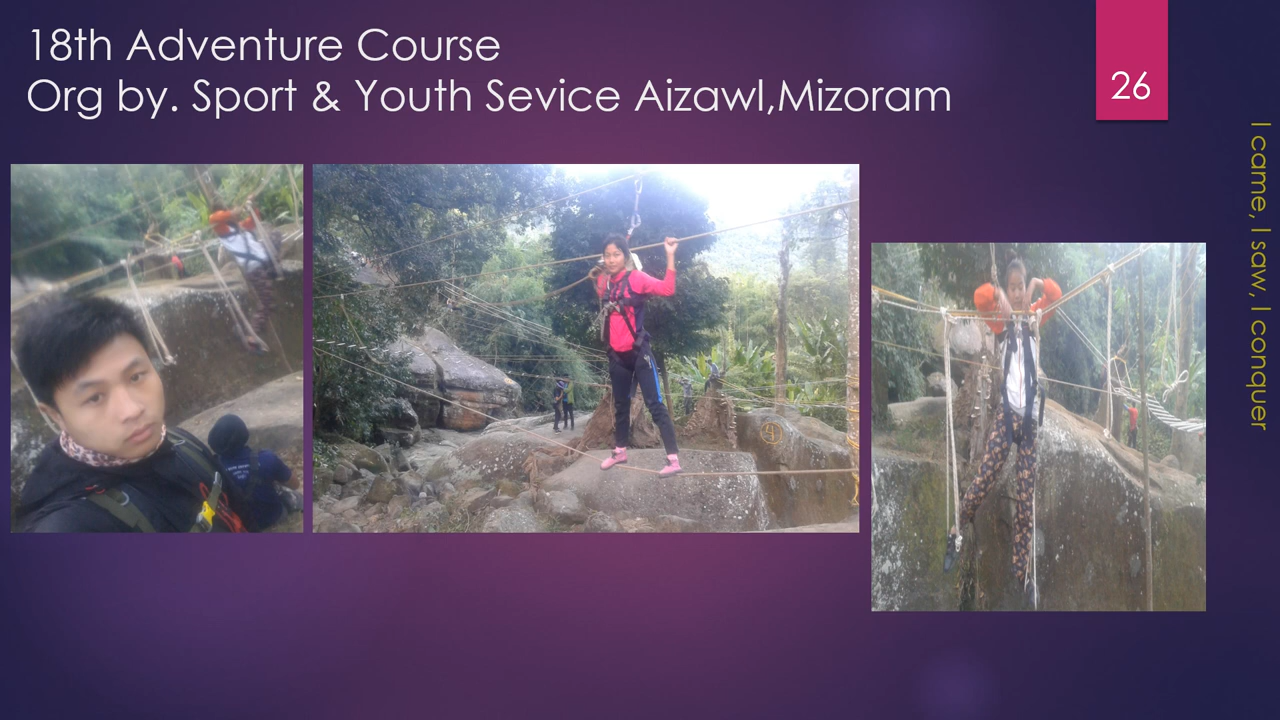 18th Adventure Course
Org by. Sport & Youth Sevice Aizawl,Mizoram
26
I came, I saw, I conquer